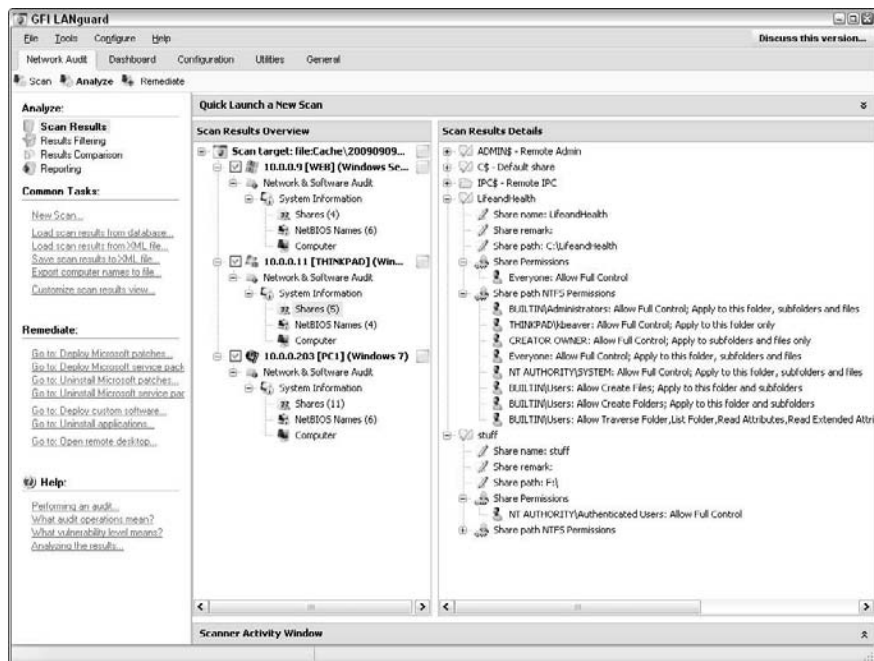 GFI LANguard
File Tools Configure Help
Discuss this version...
Network Audit Dashboard Configuration Utilities General
Scan Analyze Remediate
Analyze:
Scan Results
Results Filtering
Results Comparison
Reporting
Common Tasks:
New Scan...
Load scan results from database...
Load scan results from XML file...
Save scan results to XML file...
Export computer names to file...
Customize scan results view...
Remediate:
Go to: Deploy Microsoft patches...
Go to: Deploy Microsoft service pack
Go to: Uninstall Microsoft patches...
Go to: Uninstall Microsoft service par
Go to: Deploy custom software...
Go to: Uninstall applications...
Go to: Open remote desktop...
Help:
Performing an audit...
What audit operations mean?
What vulnerability level means?
Analyzing the results...
Quick Launch a New Scan
Scan Results Overview
Scan target: file:Cache\20090909...
10.0.0.9 [WEB] (Windows Se...
Network & Software Audit
System Information
Shares (4)
NetBIOS Names (6)
Computer
10.0.0.11 [THINKPAD] (Win...
Network & Software Audit
System Information
Shares (5)
NetBIOS Names (4)
Computer
10.0.0.203 [PC1] (Windows 7)
Network & Software Audit
System Information
Shares (11)
NetBIOS Names (6)
Computer
Scan Results Details
ADMIN$ - Remote Admin
C$ - Default share
IPC$ - Remote IPC
LifeandHealth
Share name: LifeandHealth
Share remark:
Share path: C:\LifeandHealth
Share Permissions
Everyone: Allow Full Control
Share path NTFS Permissions
BUILTIN\Administrators: Allow Full Control; Apply to this folder, subfolders and files
THINKPAD\kbeaver: Allow Full Control; Apply to this folder only
CREATOR OWNER: Allow Full Control; Apply to subfolders and files only
Everyone: Allow Full Control; Apply to this folder, subfolders and files
NT AUTHORITY\SYSTEM: Allow Full Control; Apply to this folder, subfolders and files
BUILTIN\Users: Allow Create Files; Apply to this folder and subfolders
BUILTIN\Users: Allow Create Folders; Apply to this folder and subfolders
BUILTIN\Users: Allow Traverse Folder,List Folder,Read Attributes,Read Extended Attri
stuff
Share name: stuff
Share remark:
Share path: F:\
Share Permissions
NT AUTHORITY\Authenticated Users: Allow Full Control
Share path NTFS Permissions
Scanner Activity Window